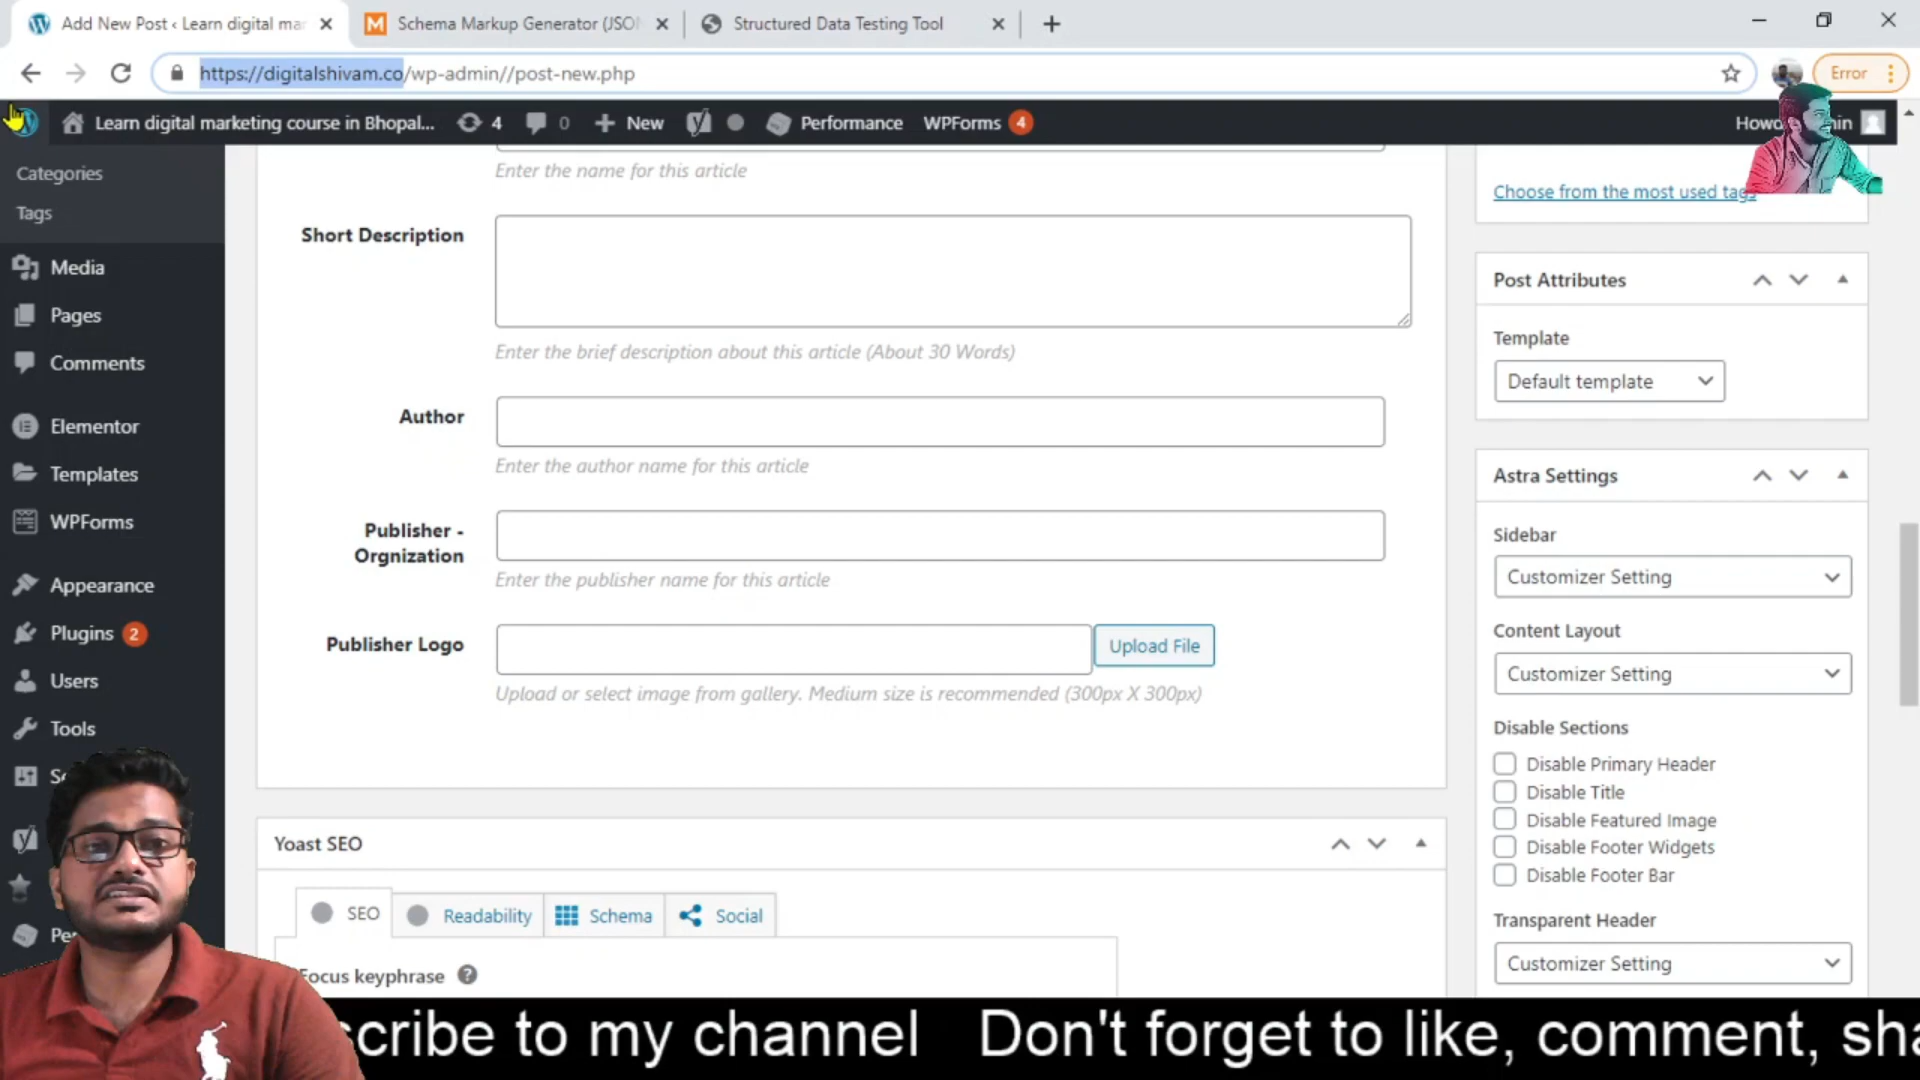 Add New Post ‹ Learn digital mar
Schema Markup Generator (JSON
Structured Data Testing Tool
https://digitalshivam.co/wp-admin//post-new.php
Error
Learn digital marketing course in Bhopal...
4
0
New
Performance
WPForms 4
Categories
Tags
Media
Pages
Comments
Elementor
Templates
WPForms
Appearance
Plugins 2
Users
Tools
Enter the name for this article
Short Description
Enter the brief description about this article (About 30 Words)
Author
Enter the author name for this article
Publisher -
Orgnization
Enter the publisher name for this article
Publisher Logo
Upload File
Upload or select image from gallery. Medium size is recommended (300px X 300px)
Yoast SEO
SEO
Readability
Schema
Social
Focus keyphrase
Choose from the most used tags
Post Attributes
Template
Default template
Astra Settings
Sidebar
Customizer Setting
Content Layout
Customizer Setting
Disable Sections
Disable Primary Header
Disable Title
Disable Featured Image
Disable Footer Widgets
Disable Footer Bar
Transparent Header
Customizer Setting
scribe to my channel Don't forget to like, comment, sha